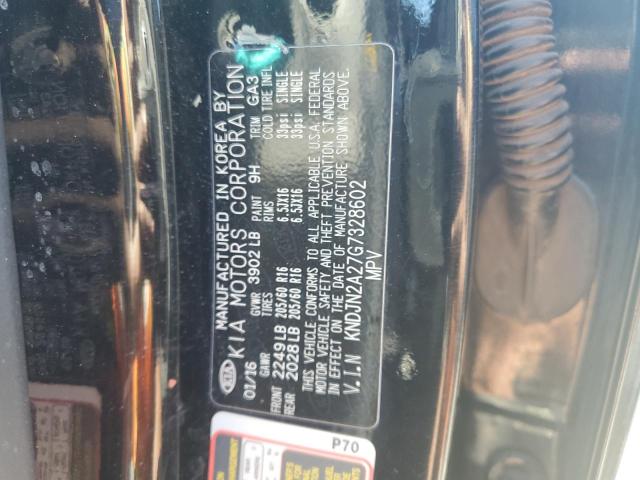 MANUFACTURED IN KOREA BY
KIA KIA MOTORS CORPORATION
01/16 GVWR 3902LB PAINT 9H TRIM GA3
GAWR TIRES RIMS COLD TIRE INFL
FRONT 2249LB 205/60 R16 6.5JX16 33psi SINGLE
REAR 2028LB 205/60 R16 6.5JX16 33psi SINGLE
THIS VEHICLE CONFORMS TO ALL APPLICABLE U.S.A. FEDERAL
MOTOR VEHICLE SAFETY AND THEFT PREVENTION STANDARDS
IN EFFECT ON THE DATE OF MANUFACTURE SHOWN ABOVE.
V.I.N KNDJN2A27G7328602
MPV
P70